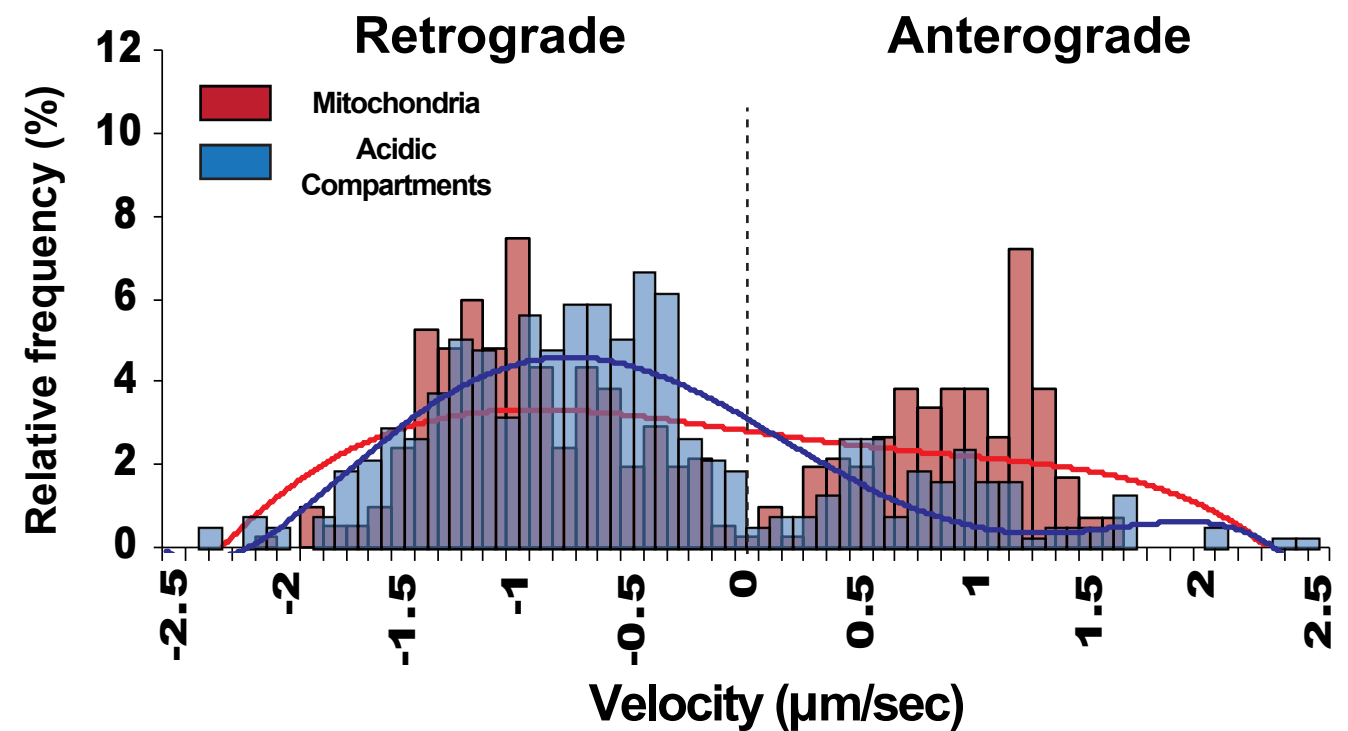 Retrograde
Anterograde
Relative frequency (%)
12
10
8
6
4
2
0
Mitochondria
Acidic
Compartments
-2.5
-2
-1.5
-1
-0.5
0
0.5
1
1.5
2
2.5
Velocity (µm/sec)